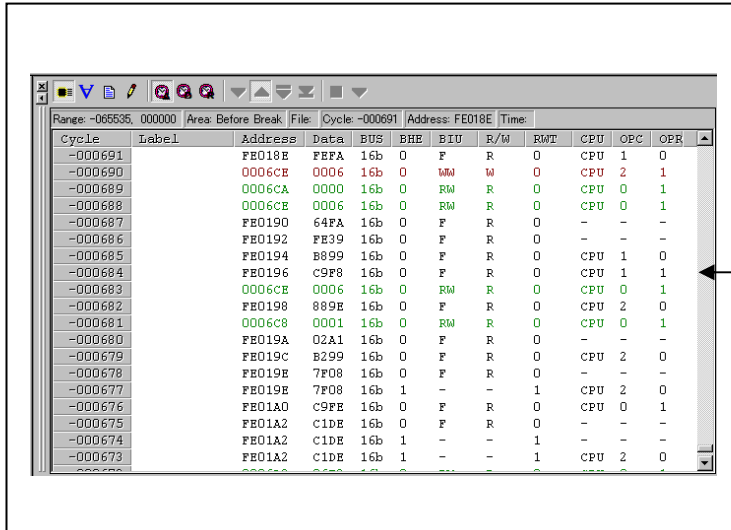 Range: -065535, 000000 Area: Before Break File: Cycle: -000691 Address: FE018E Time:
Cycle Label Address Data BUS BHE BIU R/W RWT CPU OPC OPR
-000691 FE018E FEFA 16b 0 F R 0 CPU 1 0
-000690 0006CE 0006 16b 0 WW W 0 CPU 2 1
-000689 0006CA 0000 16b 0 RW R 0 CPU 0 1
-000688 0006CE 0006 16b 0 RW R 0 CPU 0 1
-000687 FE0190 64FA 16b 0 F R 0 - - -
-000686 FE0192 FE39 16b 0 F R 0 - - -
-000685 FE0194 B899 16b 0 F R 0 CPU 1 0
-000684 FE0196 C9F8 16b 0 F R 0 CPU 1 1
-000683 0006CE 0006 16b 0 RW R 0 CPU 0 1
-000682 FE0198 889E 16b 0 F R 0 CPU 2 0
-000681 0006C8 0001 16b 0 RW R 0 CPU 0 1
-000680 FE019A 02A1 16b 0 F R 0 - - -
-000679 FE019C B299 16b 0 F R 0 CPU 2 0
-000678 FE019E 7F08 16b 0 F R 0 - - -
-000677 FE019E 7F08 16b 1 - - 1 CPU 2 0
-000676 FE01A0 C9FE 16b 0 F R 0 CPU 0 1
-000675 FE01A2 C1DE 16b 0 F R 0 - - -
-000674 FE01A2 C1DE 16b 1 - - 1 - - -
-000673 FE01A2 C1DE 16b 1 - - 1 CPU 2 0